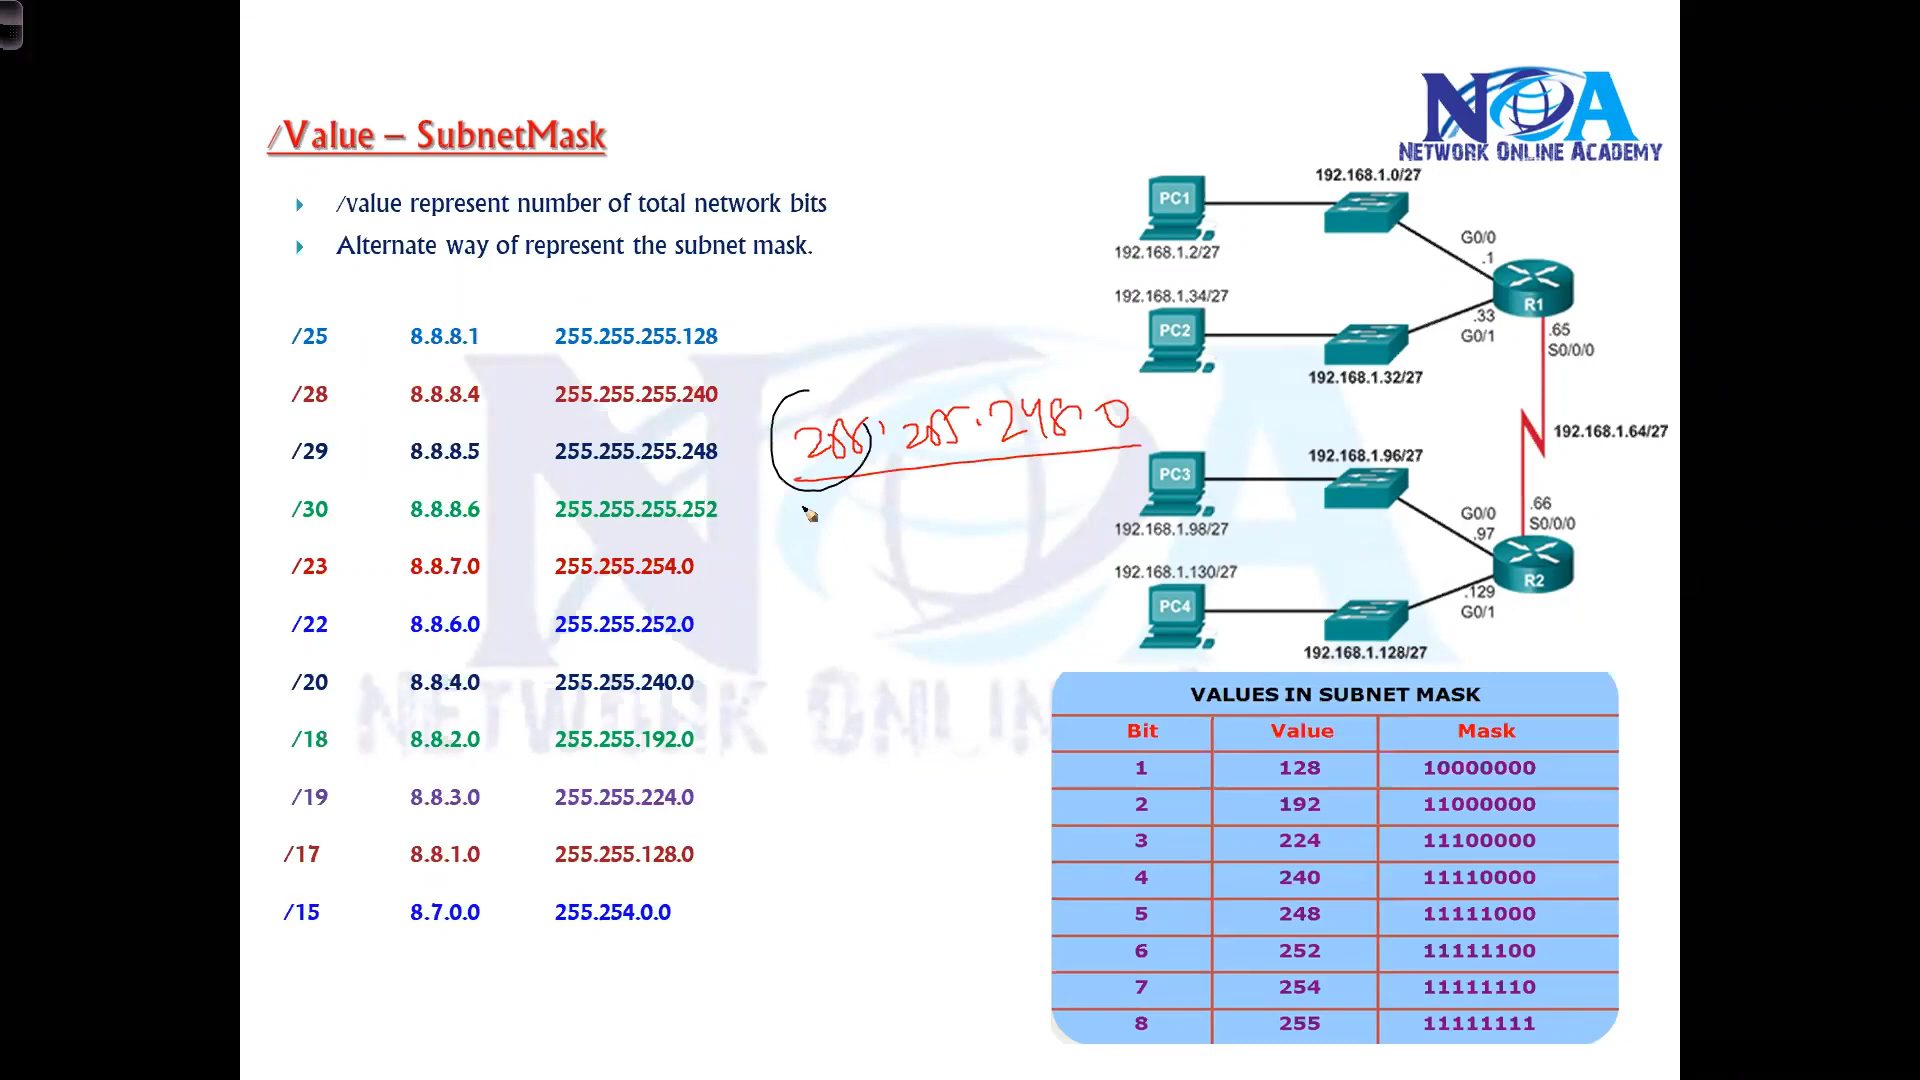 NOA
NETWORK ONLINE ACADEMY
/Value – SubnetMask
/value represent number of total network bits
Alternate way of represent the subnet mask.
/25 8.8.8.1 255.255.255.128
/28 8.8.8.4 255.255.255.240
/29 8.8.8.5 255.255.255.248
/30 8.8.8.6 255.255.255.252
/23 8.8.7.0 255.255.254.0
/22 8.8.6.0 255.255.252.0
/20 8.8.4.0 255.255.240.0
/18 8.8.2.0 255.255.192.0
/19 8.8.3.0 255.255.224.0
/17 8.8.1.0 255.255.128.0
/15 8.7.0.0 255.254.0.0
255.255.248.0
192.168.1.0/27
PC1
192.168.1.2/27
G0/0
.1
R1
192.168.1.34/27
PC2
.33
G0/1
192.168.1.32/27
.65
S0/0/0
192.168.1.64/27
192.168.1.96/27
PC3
192.168.1.98/27
G0/0
.97
.66
S0/0/0
R2
192.168.1.130/27
PC4
.129
G0/1
192.168.1.128/27
VALUES IN SUBNET MASK
Bit Value Mask
1 128 10000000
2 192 11000000
3 224 11100000
4 240 11110000
5 248 11111000
6 252 11111100
7 254 11111110
8 255 11111111
NETWORK ONLIN